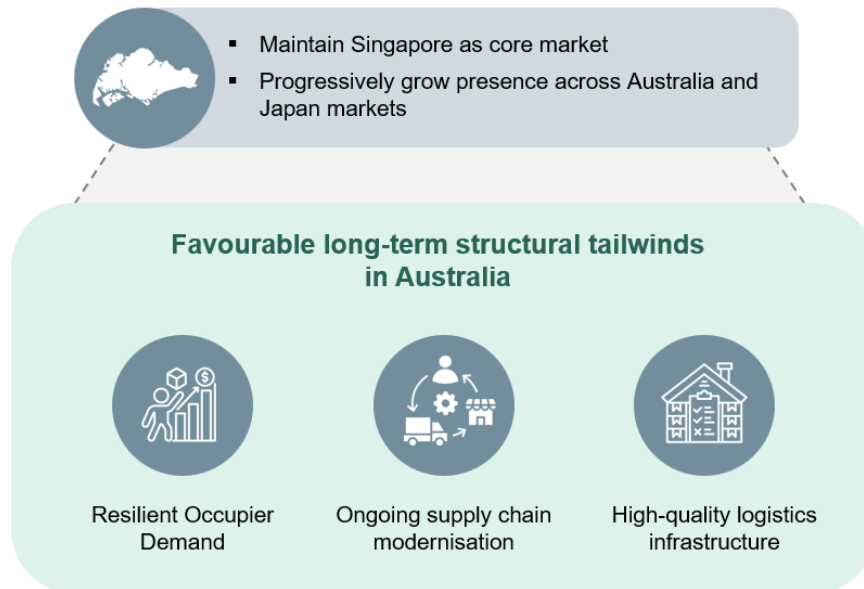 ▪ Maintain Singapore as core market
▪ Progressively grow presence across Australia and
Japan markets
Favourable long-term structural tailwinds
in Australia
$
Resilient Occupier
Demand
Ongoing supply chain
modernisation
High-quality logistics
infrastructure